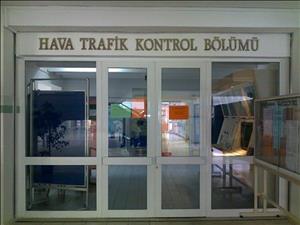 HAVA TRAFİK KONTROL BÖLÜMÜ